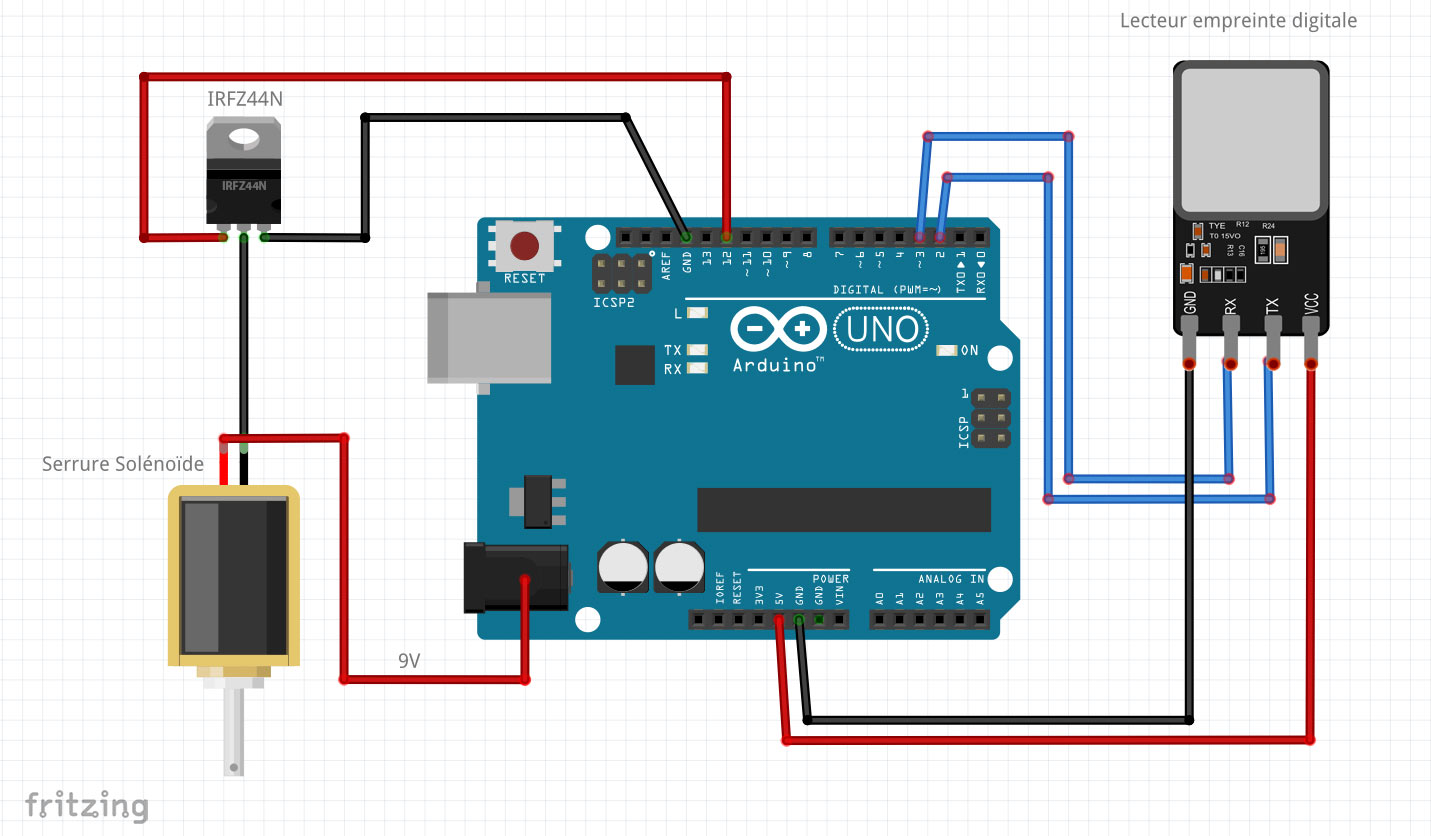 Lecteur empreinte digitale
IRFZ44N
IRFZ44N
RESET
ICSP2
AREF
GND
13
12
~11
~10
~9
8
7
~6
~5
4
~3
2
TX0▶1
RX0◀0
DIGITAL (PWM=~)
L
TX
RX
UNO
Arduino™
ON
1
ICSP
TYE R12 R24
T0 15VO
R13
C16
GND
RX
TX
VCC
Serrure Solénoïde
9V
POWER
ANALOG IN
IOREF
RESET
3V3
5V
GND
GND
VIN
A0
A1
A2
A3
A4
A5
fritzing